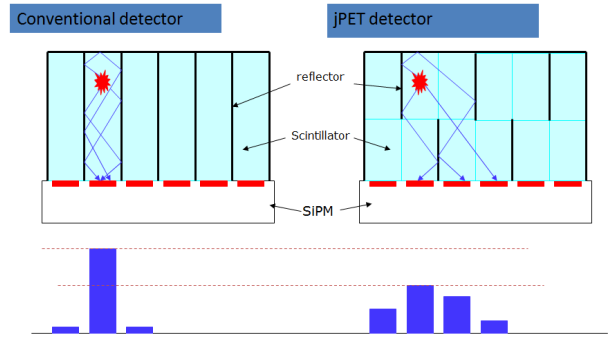 Conventional detector
jPET detector
reflector
Scintillator
SiPM